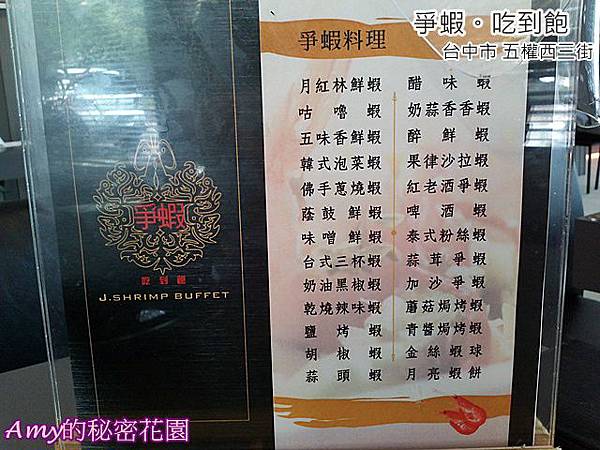 爭蝦。吃到飽
台中市 五權西三街
爭蝦
吃到飽
J.SHRIMP BUFFET
爭蝦料理
月紅林鮮蝦
咕嚕蝦
五味香鮮蝦
韓式泡菜蝦
佛手蔥燒蝦
蔭鼓鮮蝦
味噌鮮蝦
台式三杯蝦
奶油黑椒蝦
乾燒辣味蝦
鹽烤蝦
胡椒蝦
蒜頭蝦
醋味蝦
奶蒜香香蝦
醉鮮蝦
果律沙拉蝦
紅老酒爭蝦
啤酒蝦
泰式粉絲蝦
蒜茸爭蝦
加沙爭蝦
蘑菇焗烤蝦
青醬焗烤蝦
金絲蝦球
月亮蝦餅
Amy的秘密花園